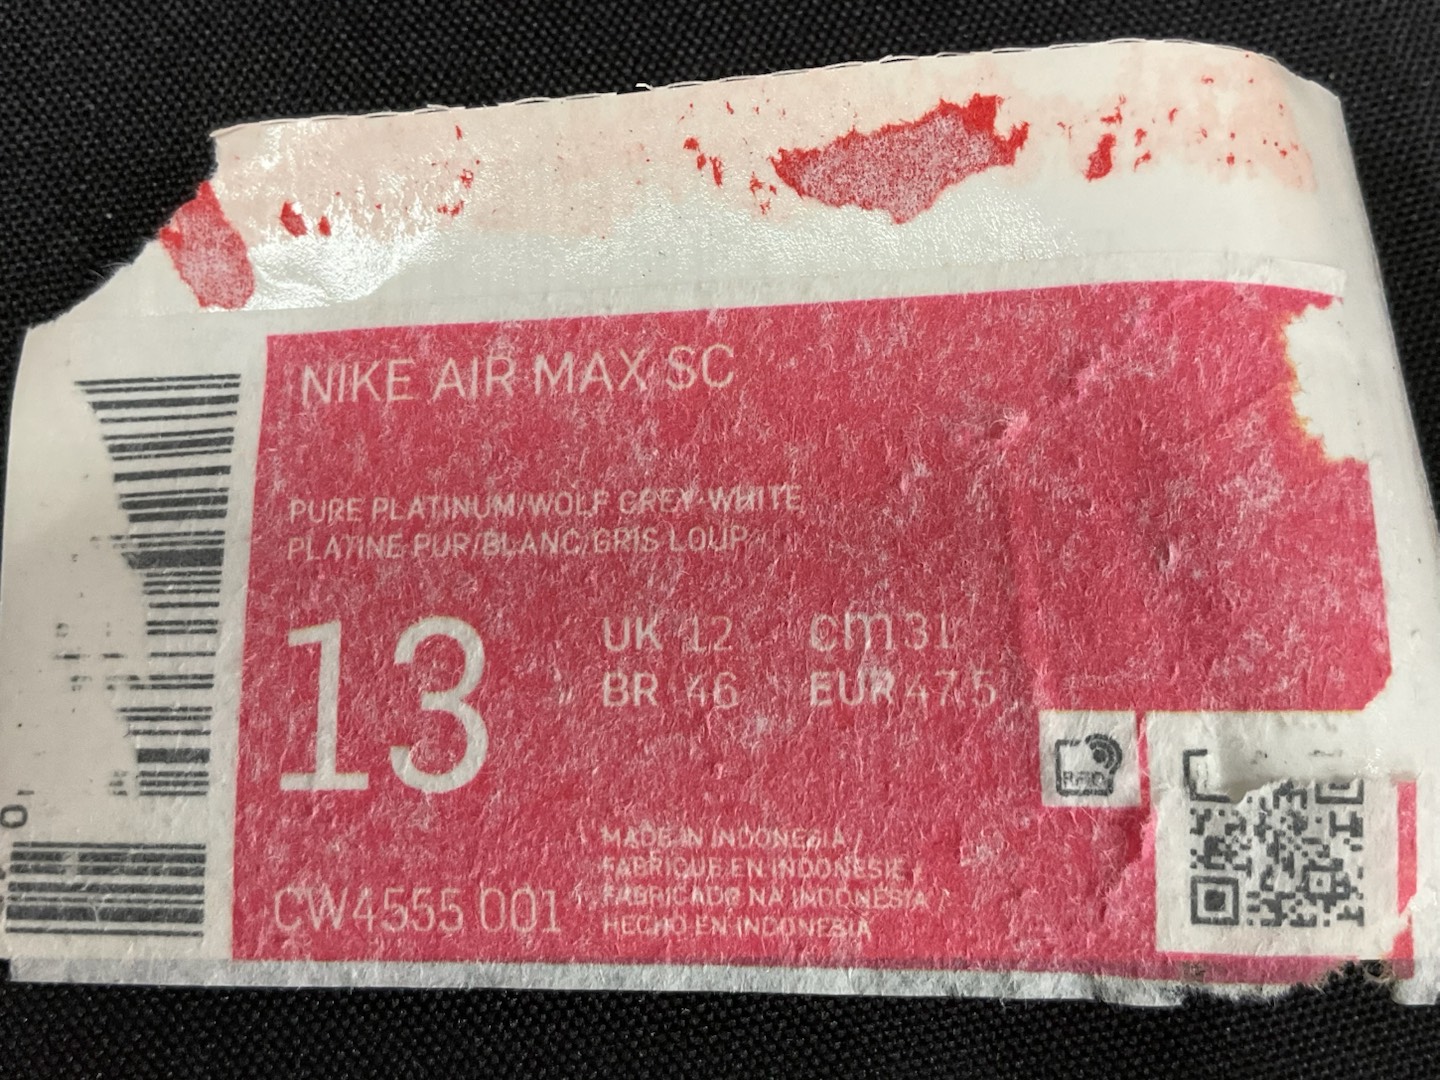 NIKE AIR MAX SC
PURE PLATINUM/WOLF GREY-WHITE
PLATINE PUR/BLANC/GRIS LOUP
13
UK 12 cm 31
BR 46 EUR 47.5
RFID
MADE IN INDONESIA /
FABRIQUE EN INDONESIE /
FABRICADO NA INDONESIA /
HECHO EN INDONESIA
CW4555 001
0